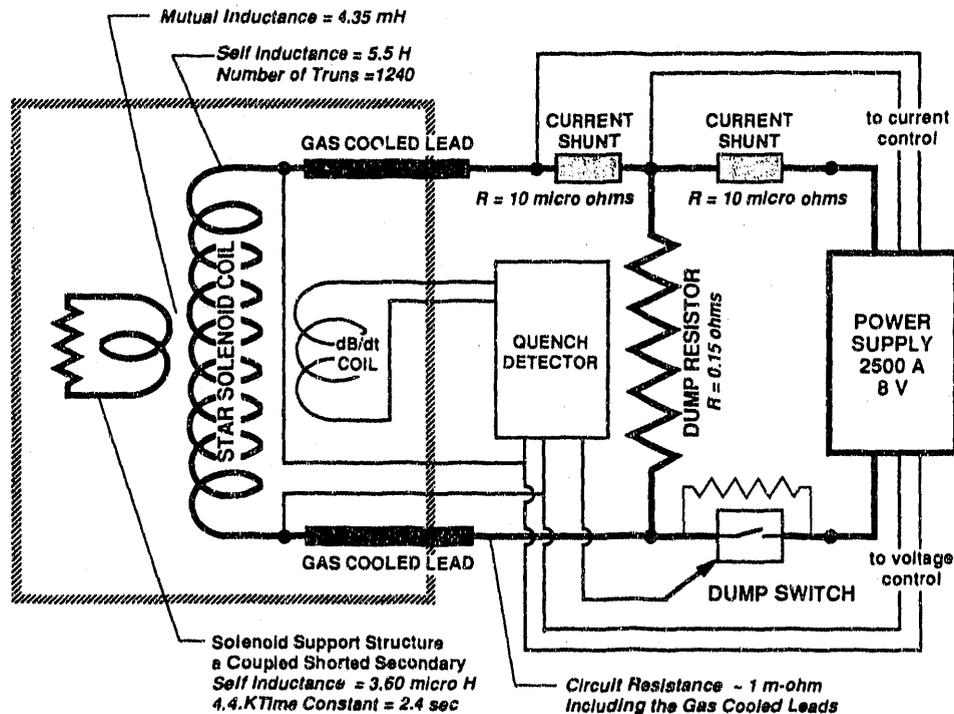 Mutual Inductance = 4.35 mH
Self Inductance = 5.5 H
Number of Truns =1240
GAS COOLED LEAD
CURRENT
SHUNT
CURRENT
SHUNT
to current
control
R = 10 micro ohms
R = 10 micro ohms
STAR SOLENOID COIL
dB/dt
COIL
QUENCH
DETECTOR
DUMP RESISTOR
R = 0.15 ohms
POWER
SUPPLY
2500 A
8 V
GAS COOLED LEAD
DUMP SWITCH
to voltage
control
Solenoid Support Structure
a Coupled Shorted Secondary
Self Inductance = 3.60 micro H
4.4.KTime Constant = 2.4 sec
Circuit Resistance ~ 1 m-ohm
Including the Gas Cooled Leads